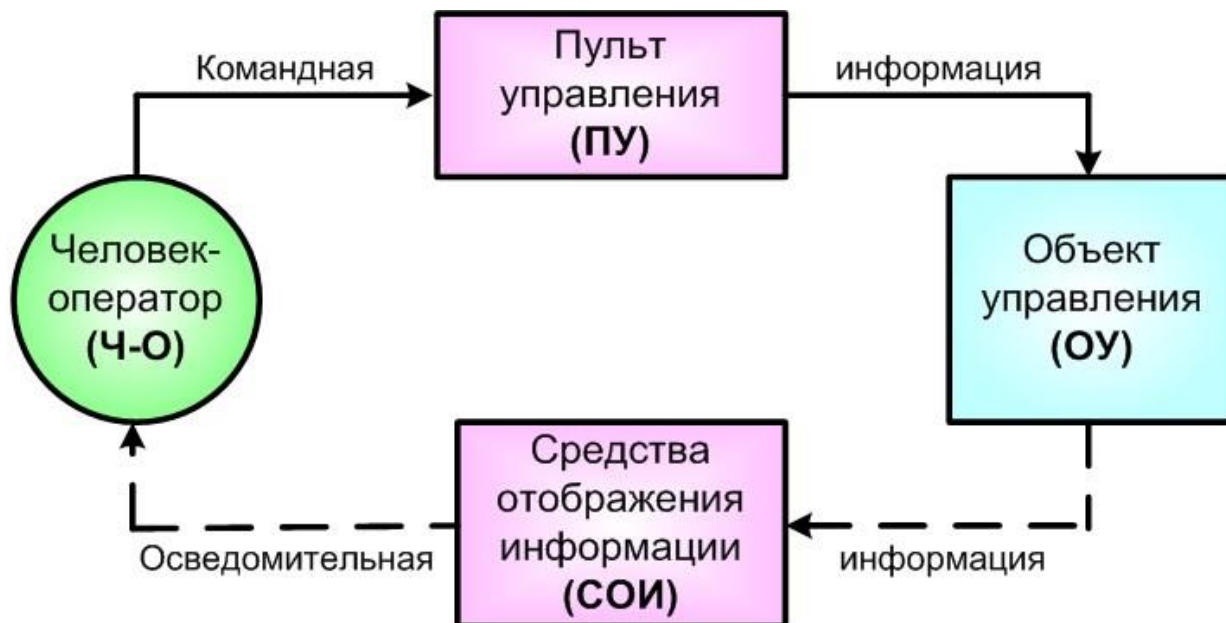 Командная
Пульт
управления
(ПУ)
информация
Человек-
оператор
(Ч-О)
Объект
управления
(ОУ)
Средства
отображения
информации
(СОИ)
Осведомительная
информация